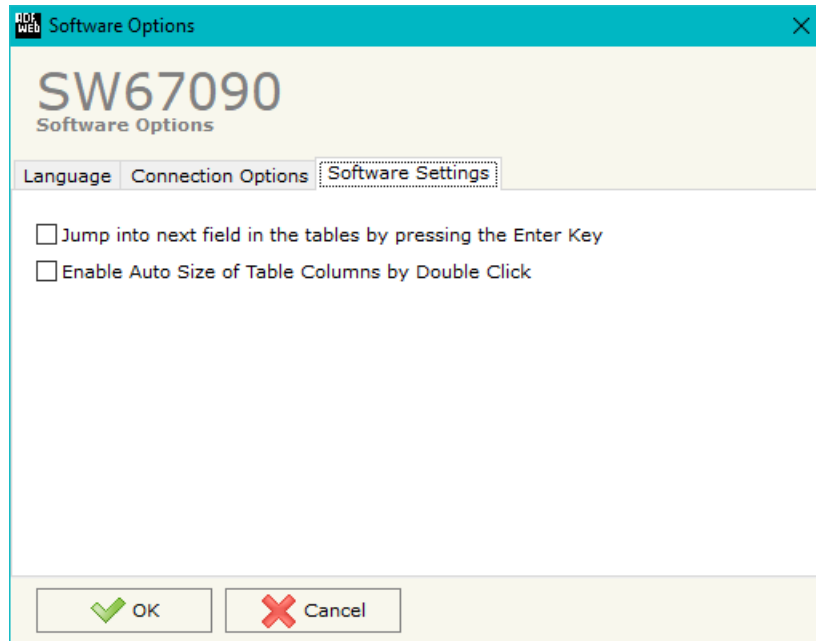 ADF
WEB Software Options
SW67090
Software Options
Language Connection Options Software Settings
Jump into next field in the tables by pressing the Enter Key
Enable Auto Size of Table Columns by Double Click
OK Cancel